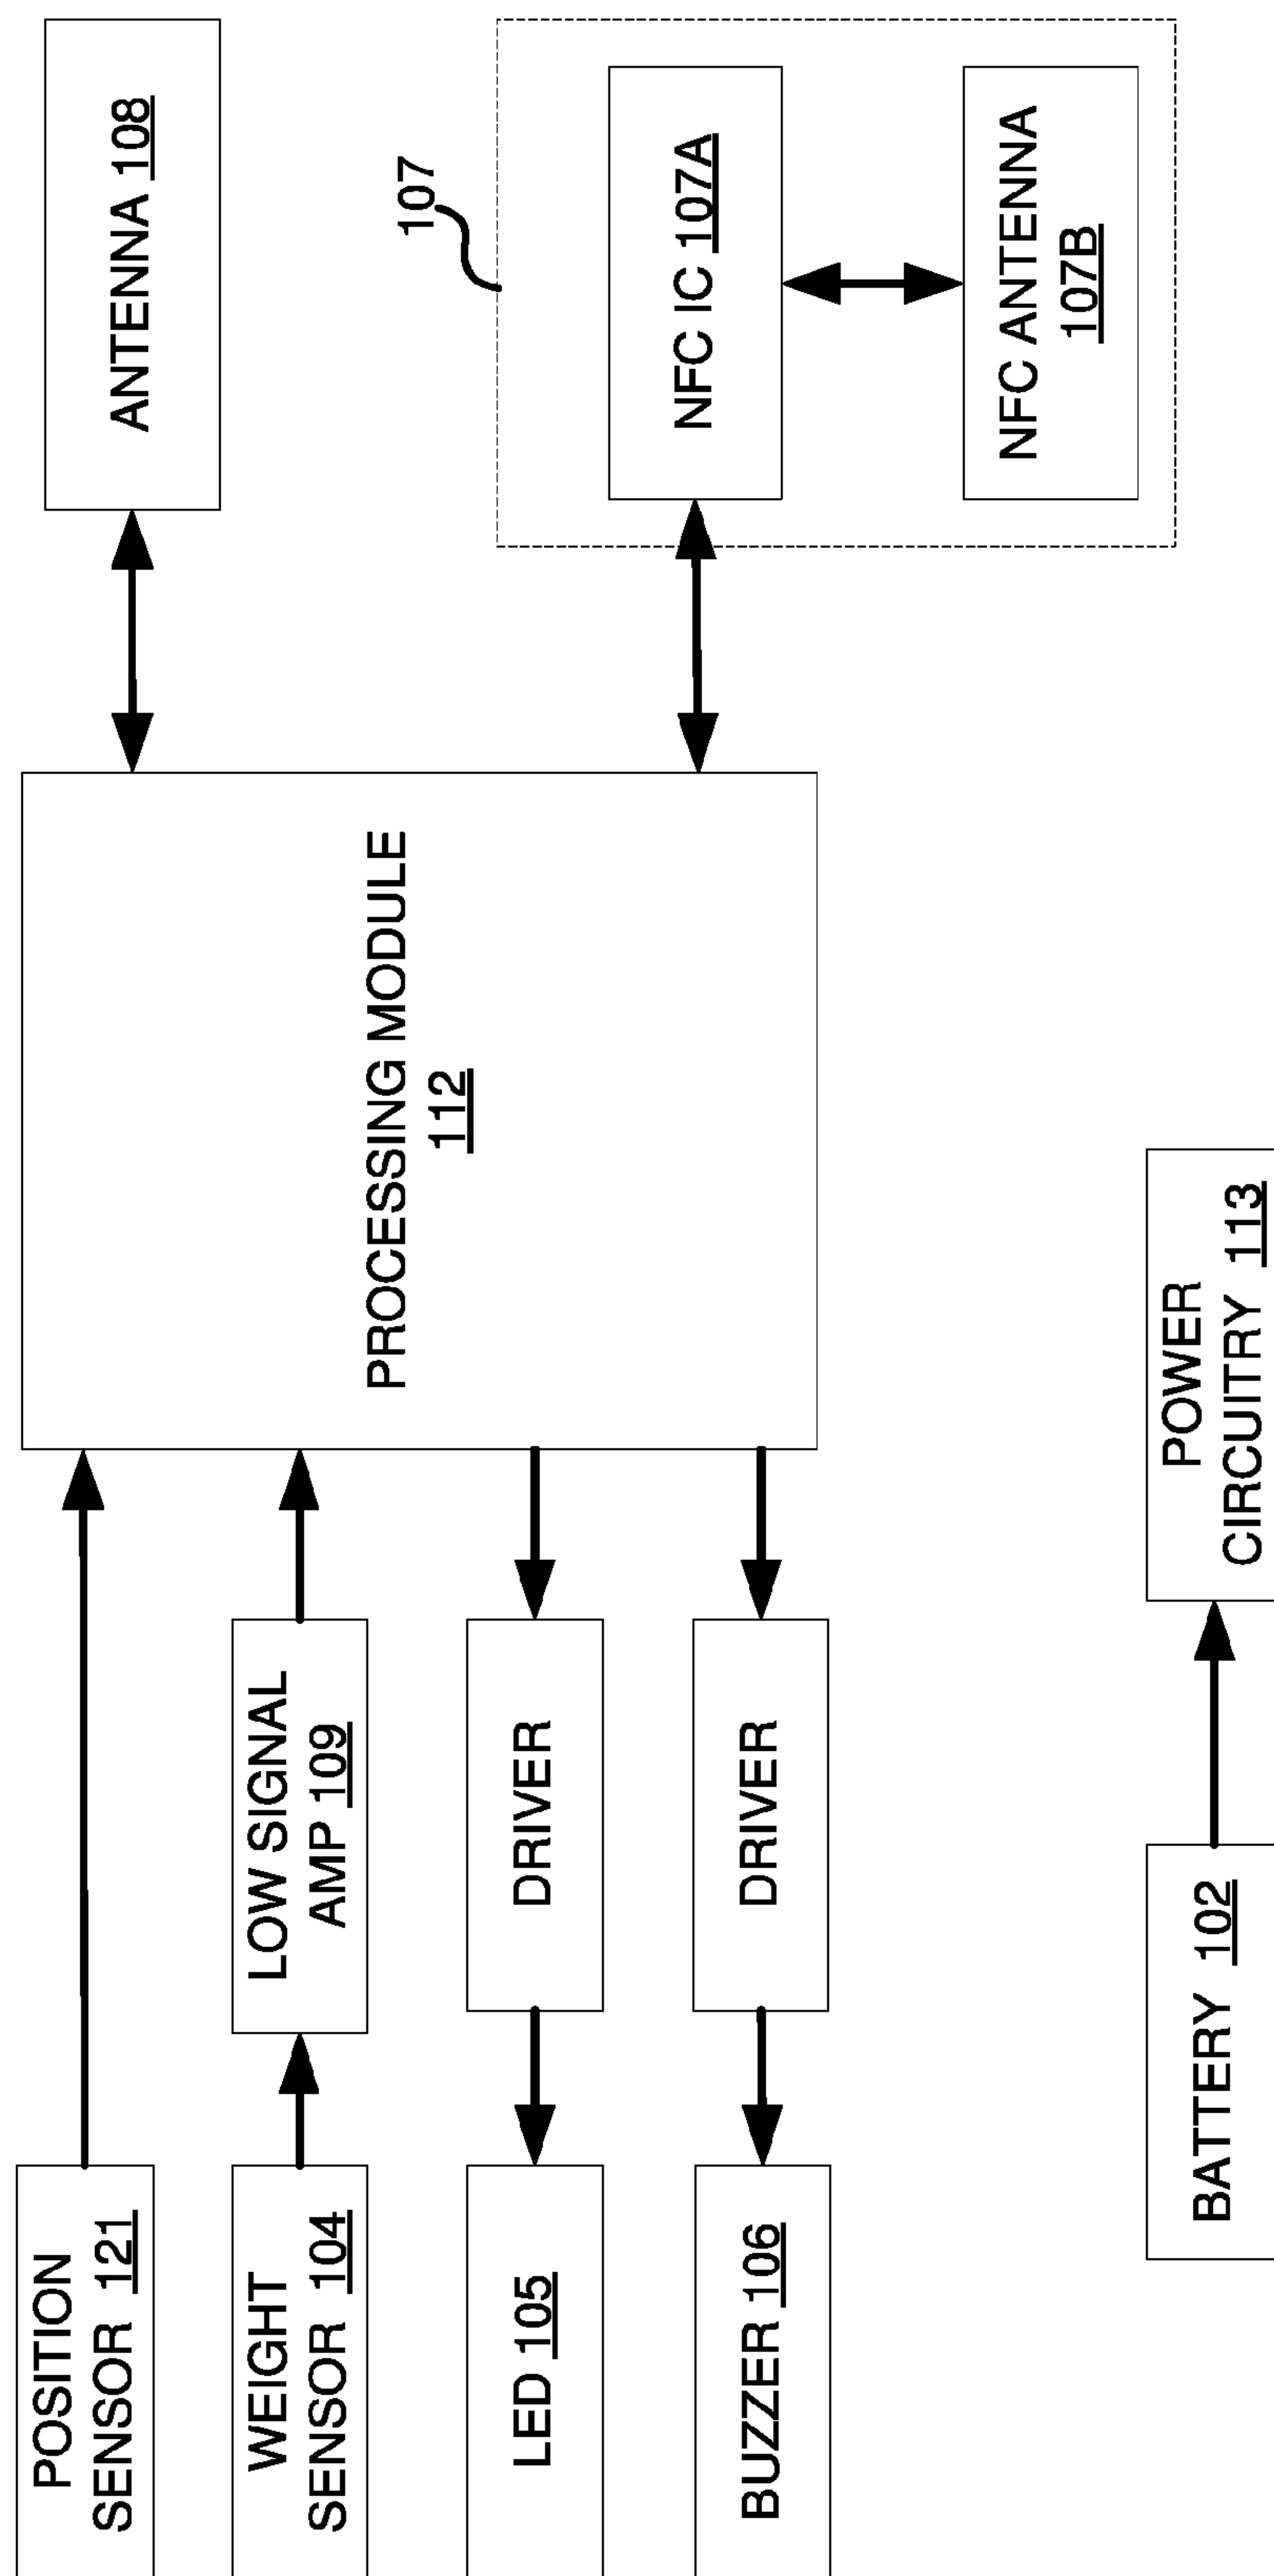 POSITION
SENSOR 121
WEIGHT
SENSOR 104
LED 105
BUZZER 106
LOW SIGNAL
AMP 109
DRIVER
DRIVER
PROCESSING MODULE
112
ANTENNA 108
107
NFC IC 107A
NFC ANTENNA
107B
BATTERY 102
POWER
CIRCUITRY 113